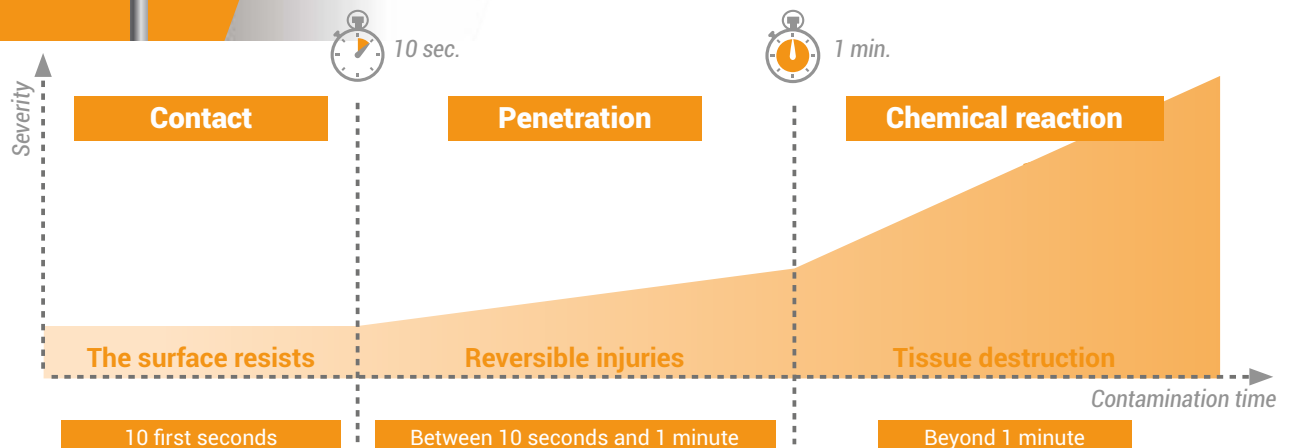 10 sec.
1 min.
Severity
Contact
Penetration
Chemical reaction
The surface resists
Reversible injuries
Tissue destruction
Contamination time
10 first seconds
Between 10 seconds and 1 minute
Beyond 1 minute